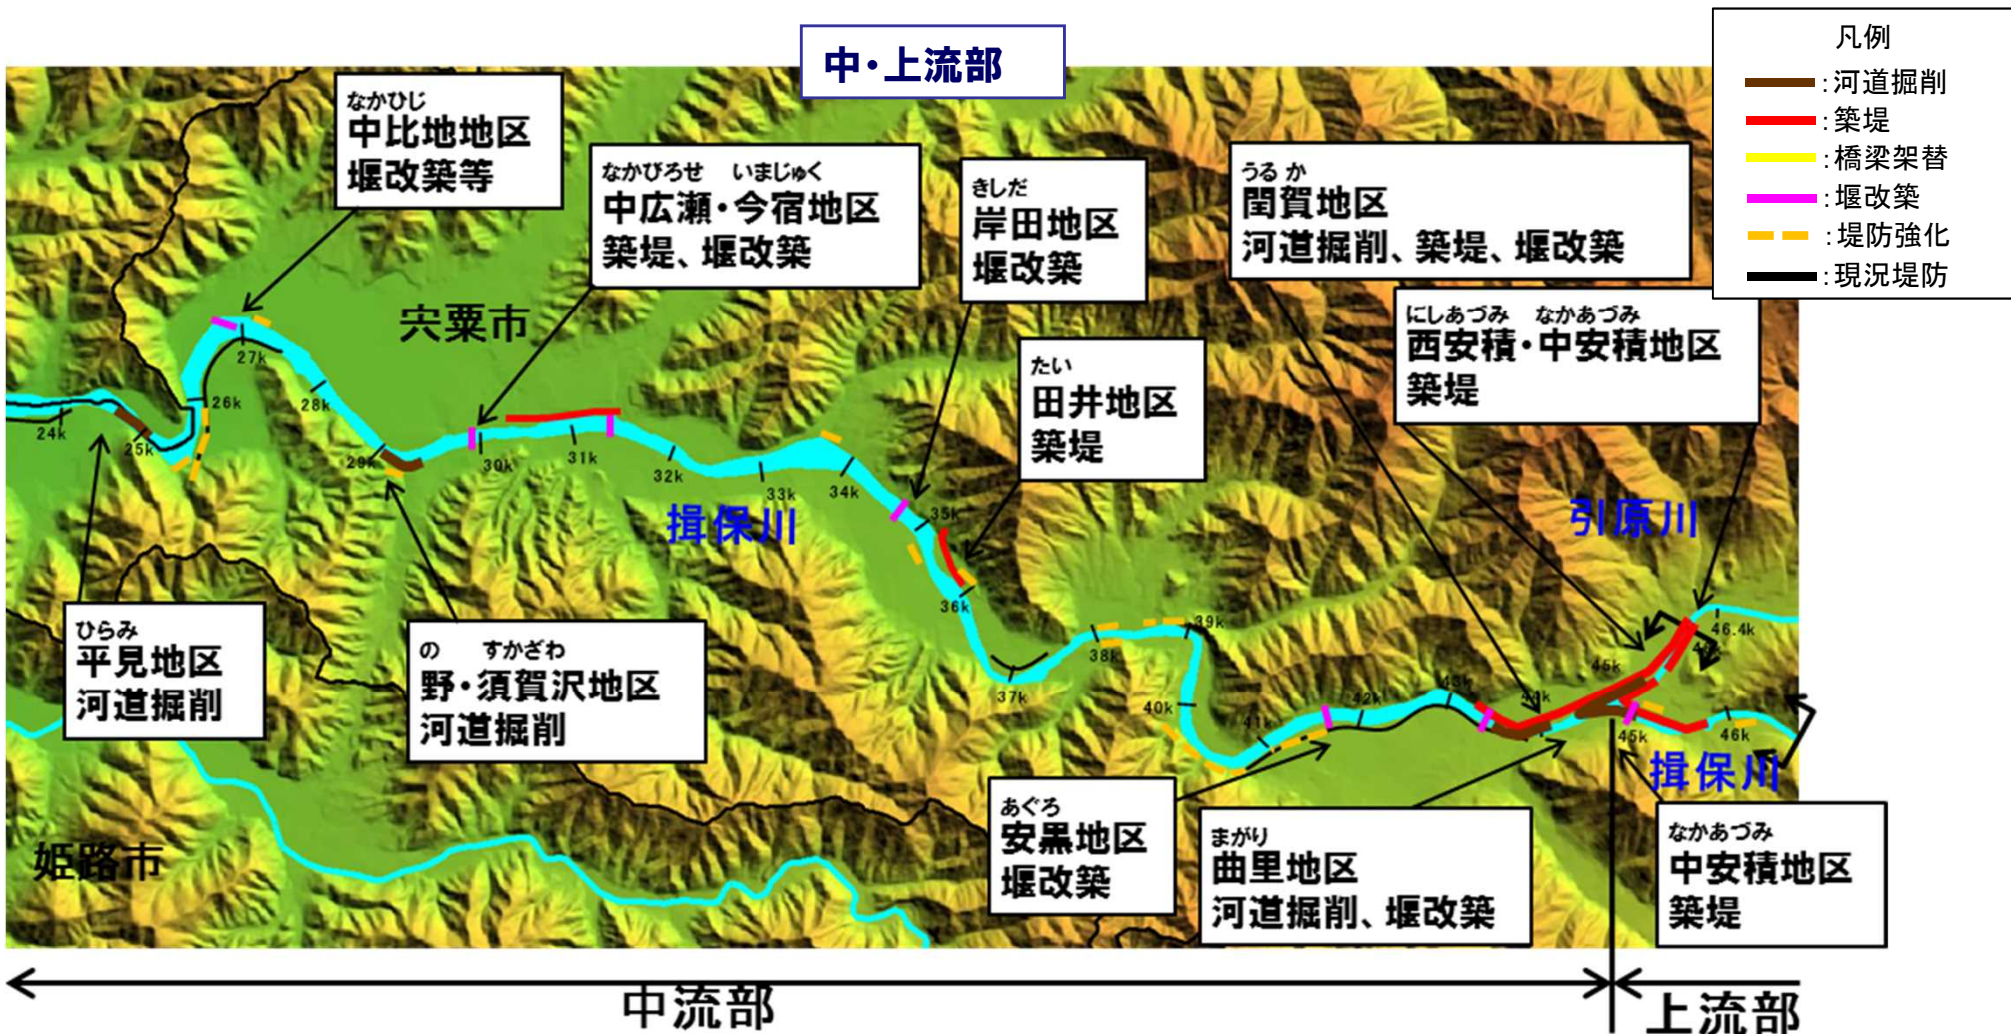 中・上流部
凡例
:河道掘削
:築堤
:橋梁架替
:堰改築
:堤防強化
:現況堤防
なかひじ
中比地地区
堰改築等
なかびろせ いまじゅく
中広瀬・今宿地区
築堤、堰改築
きしだ
岸田地区
堰改築
うるか
閏賀地区
河道掘削、築堤、堰改築
にしあづみ なかあづみ
西安積・中安積地区
築堤
たい
田井地区
築堤
宍粟市
揖保川
引原川
揖保川
姫路市
24k
25k
26k
27k
28k
29k
30k
31k
32k
33k
34k
35k
36k
37k
38k
39k
40k
41k
42k
43k
44k
45k
46.4k
45k
46k
ひらみ
平見地区
河道掘削
の すかざわ
野・須賀沢地区
河道掘削
あぐろ
安黒地区
堰改築
まがり
曲里地区
河道掘削、堰改築
なかあづみ
中安積地区
築堤
中流部
上流部